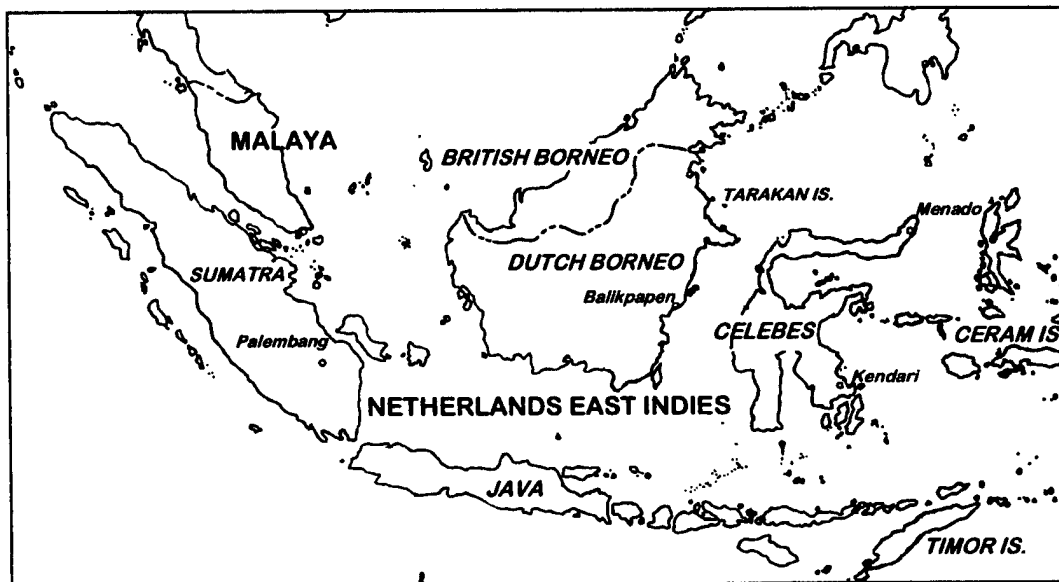 MALAYA
BRITISH BORNEO
TARAKAN IS.
Menado
DUTCH BORNEO
SUMATRA
Balikpapen
CELEBES
CERAM IS.
Palembang
Kendari
NETHERLANDS EAST INDIES
JAVA
TIMOR IS.